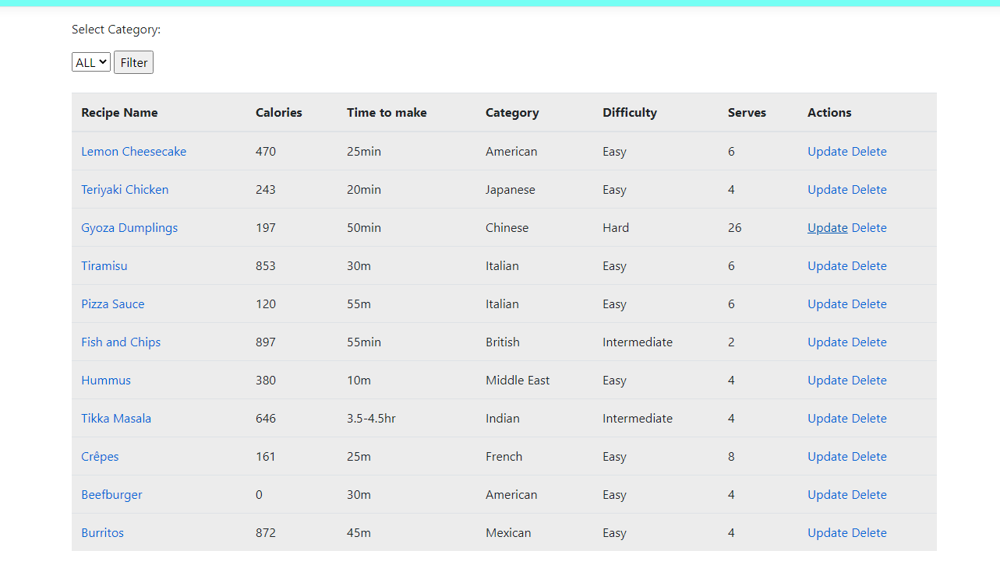 Select Category:
ALL Filter
Recipe Name Calories Time to make Category Difficulty Serves Actions
Lemon Cheesecake 470 25min American Easy 6 Update Delete
Teriyaki Chicken 243 20min Japanese Easy 4 Update Delete
Gyoza Dumplings 197 50min Chinese Hard 26 Update Delete
Tiramisu 853 30m Italian Easy 6 Update Delete
Pizza Sauce 120 55m Italian Easy 6 Update Delete
Fish and Chips 897 55min British Intermediate 2 Update Delete
Hummus 380 10m Middle East Easy 4 Update Delete
Tikka Masala 646 3.5-4.5hr Indian Intermediate 4 Update Delete
Crêpes 161 25m French Easy 8 Update Delete
Beefburger 0 30m American Easy 4 Update Delete
Burritos 872 45m Mexican Easy 4 Update Delete